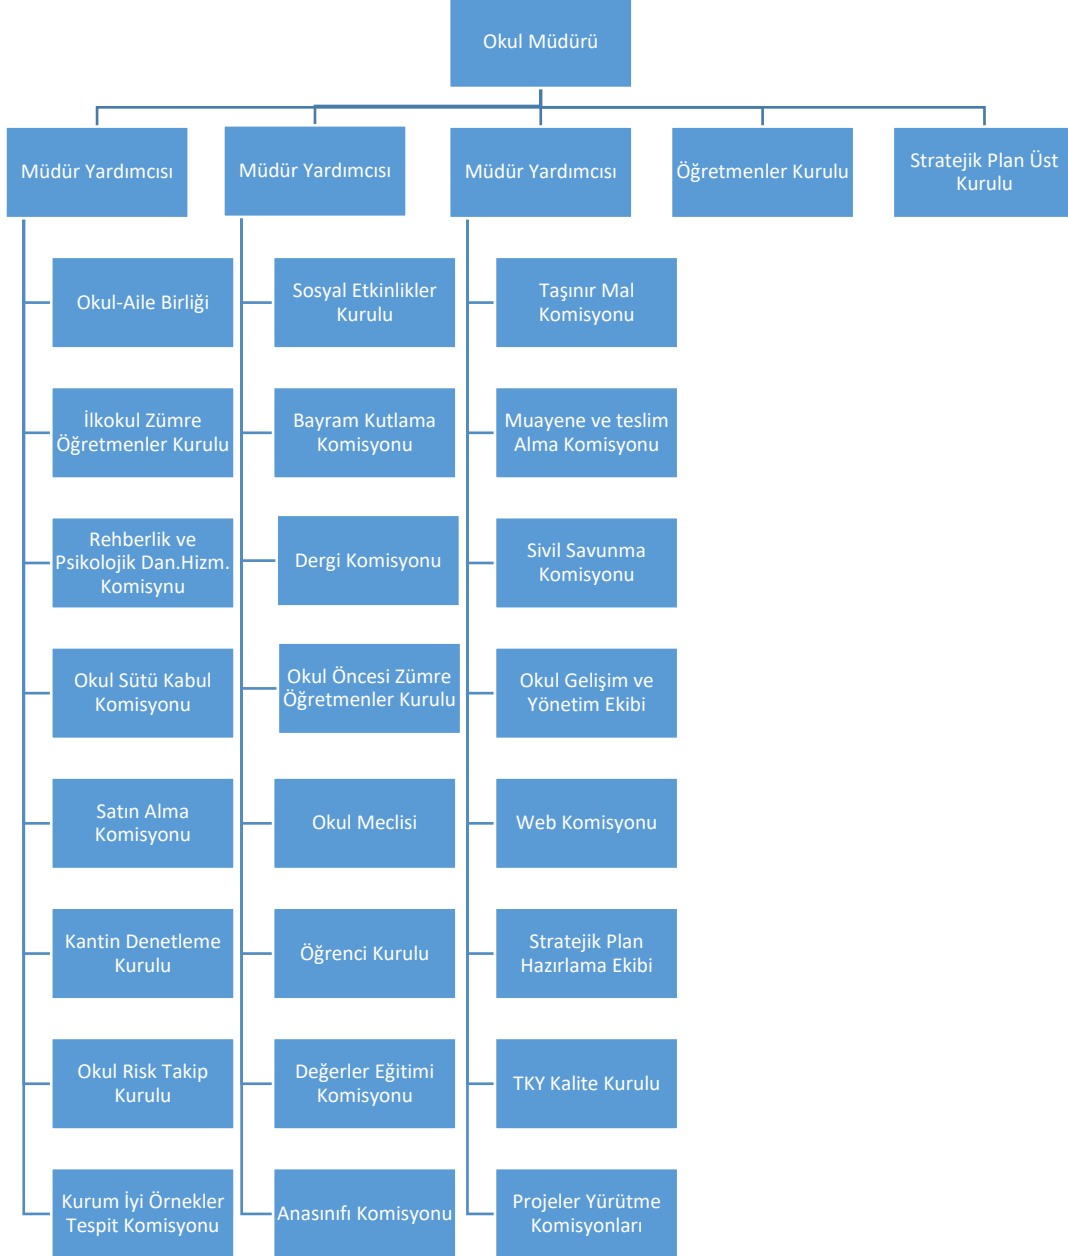 Okul Müdürü
Müdür Yardımcısı
Müdür Yardımcısı
Müdür Yardımcısı
Öğretmenler Kurulu
Stratejik Plan Üst
Kurulu
Okul-Aile Birliği
İlkokul Zümre
Öğretmenler Kurulu
Rehberlik ve
Psikolojik Dan.Hizm.
Komisynu
Okul Sütü Kabul
Komisyonu
Satın Alma
Komisyonu
Kantin Denetleme
Kurulu
Okul Risk Takip
Kurulu
Kurum İyi Örnekler
Tespit Komisyonu
Sosyal Etkinlikler
Kurulu
Bayram Kutlama
Komisyonu
Dergi Komisyonu
Okul Öncesi Zümre
Öğretmenler Kurulu
Okul Meclisi
Öğrenci Kurulu
Değerler Eğitimi
Komisyonu
Anasınıfı Komisyonu
Taşınır Mal
Komisyonu
Muayene ve teslim
Alma Komisyonu
Sivil Savunma
Komisyonu
Okul Gelişim ve
Yönetim Ekibi
Web Komisyonu
Stratejik Plan
Hazırlama Ekibi
TKY Kalite Kurulu
Projeler Yürütme
Komisyonları